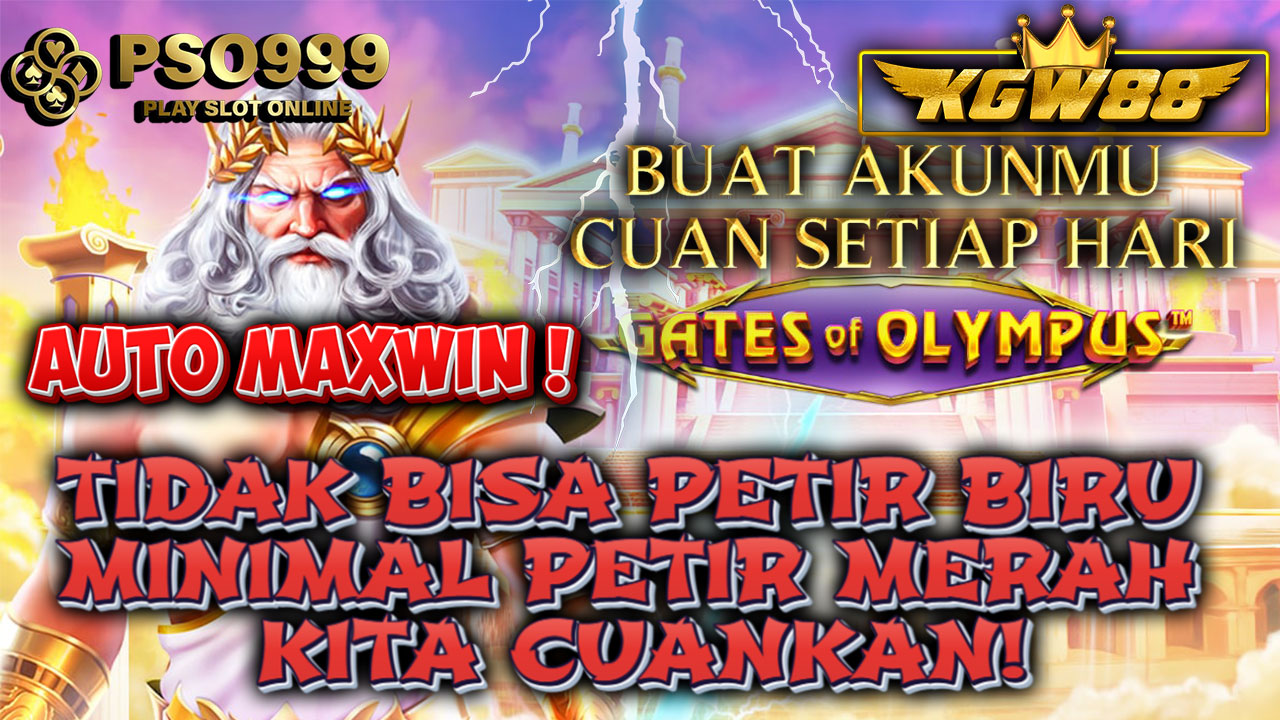 PSO999
PLAY SLOT ONLINE
KGW88
BUAT AKUNMU
CUAN SETIAP HARI
GATES OF OLYMPUS™
AUTO MAXWIN !
TIDAK BISA PETIR BIRU
MINIMAL PETIR MERAH
KITA CUANKAN!